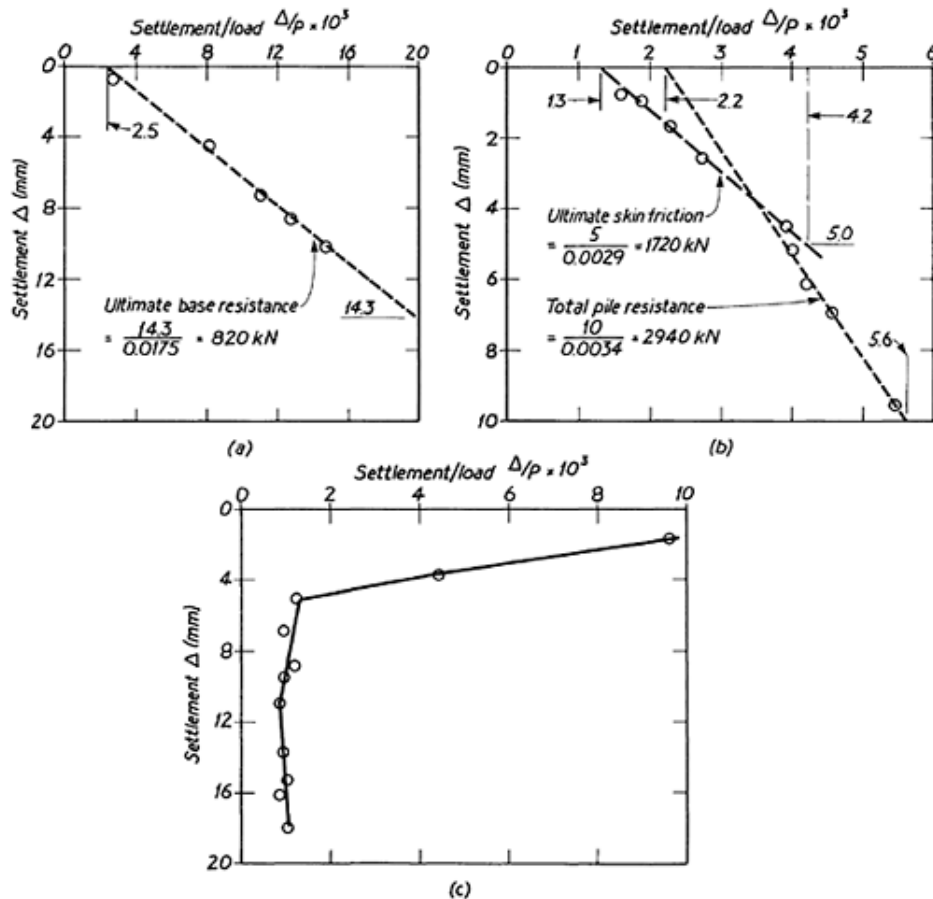 Settlement/load Δ/P × 10³
0 4 8 12 16 20
0
4
8
12
16
20
Settlement Δ (mm)
2.5
Ultimate base resistance
= 14.3/0.0175 = 820 kN
14.3
(a)
Settlement/load Δ/P × 10³
0 1 2 3 4 5 6
0
2
4
6
8
10
Settlement Δ (mm)
13
2.2
4.2
Ultimate skin friction
= 5/0.0029 = 1720 kN
5.0
Total pile resistance
= 10/0.0034 = 2940 kN
5.6
(b)
Settlement/load Δ/P × 10³
0 2 4 6 8 10
0
4
8
12
16
20
Settlement Δ (mm)
(c)